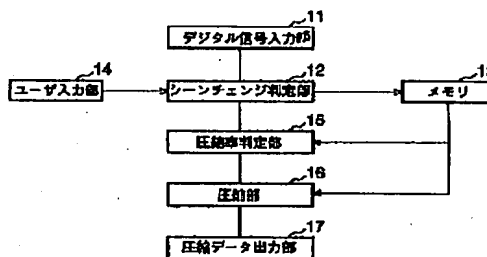 11
デジタル信号入力部
14
12
ユーザ入力部
シーンチェンジ判定部
メモリ
15
圧縮率判定部
16
圧縮部
17
圧縮データ出力部